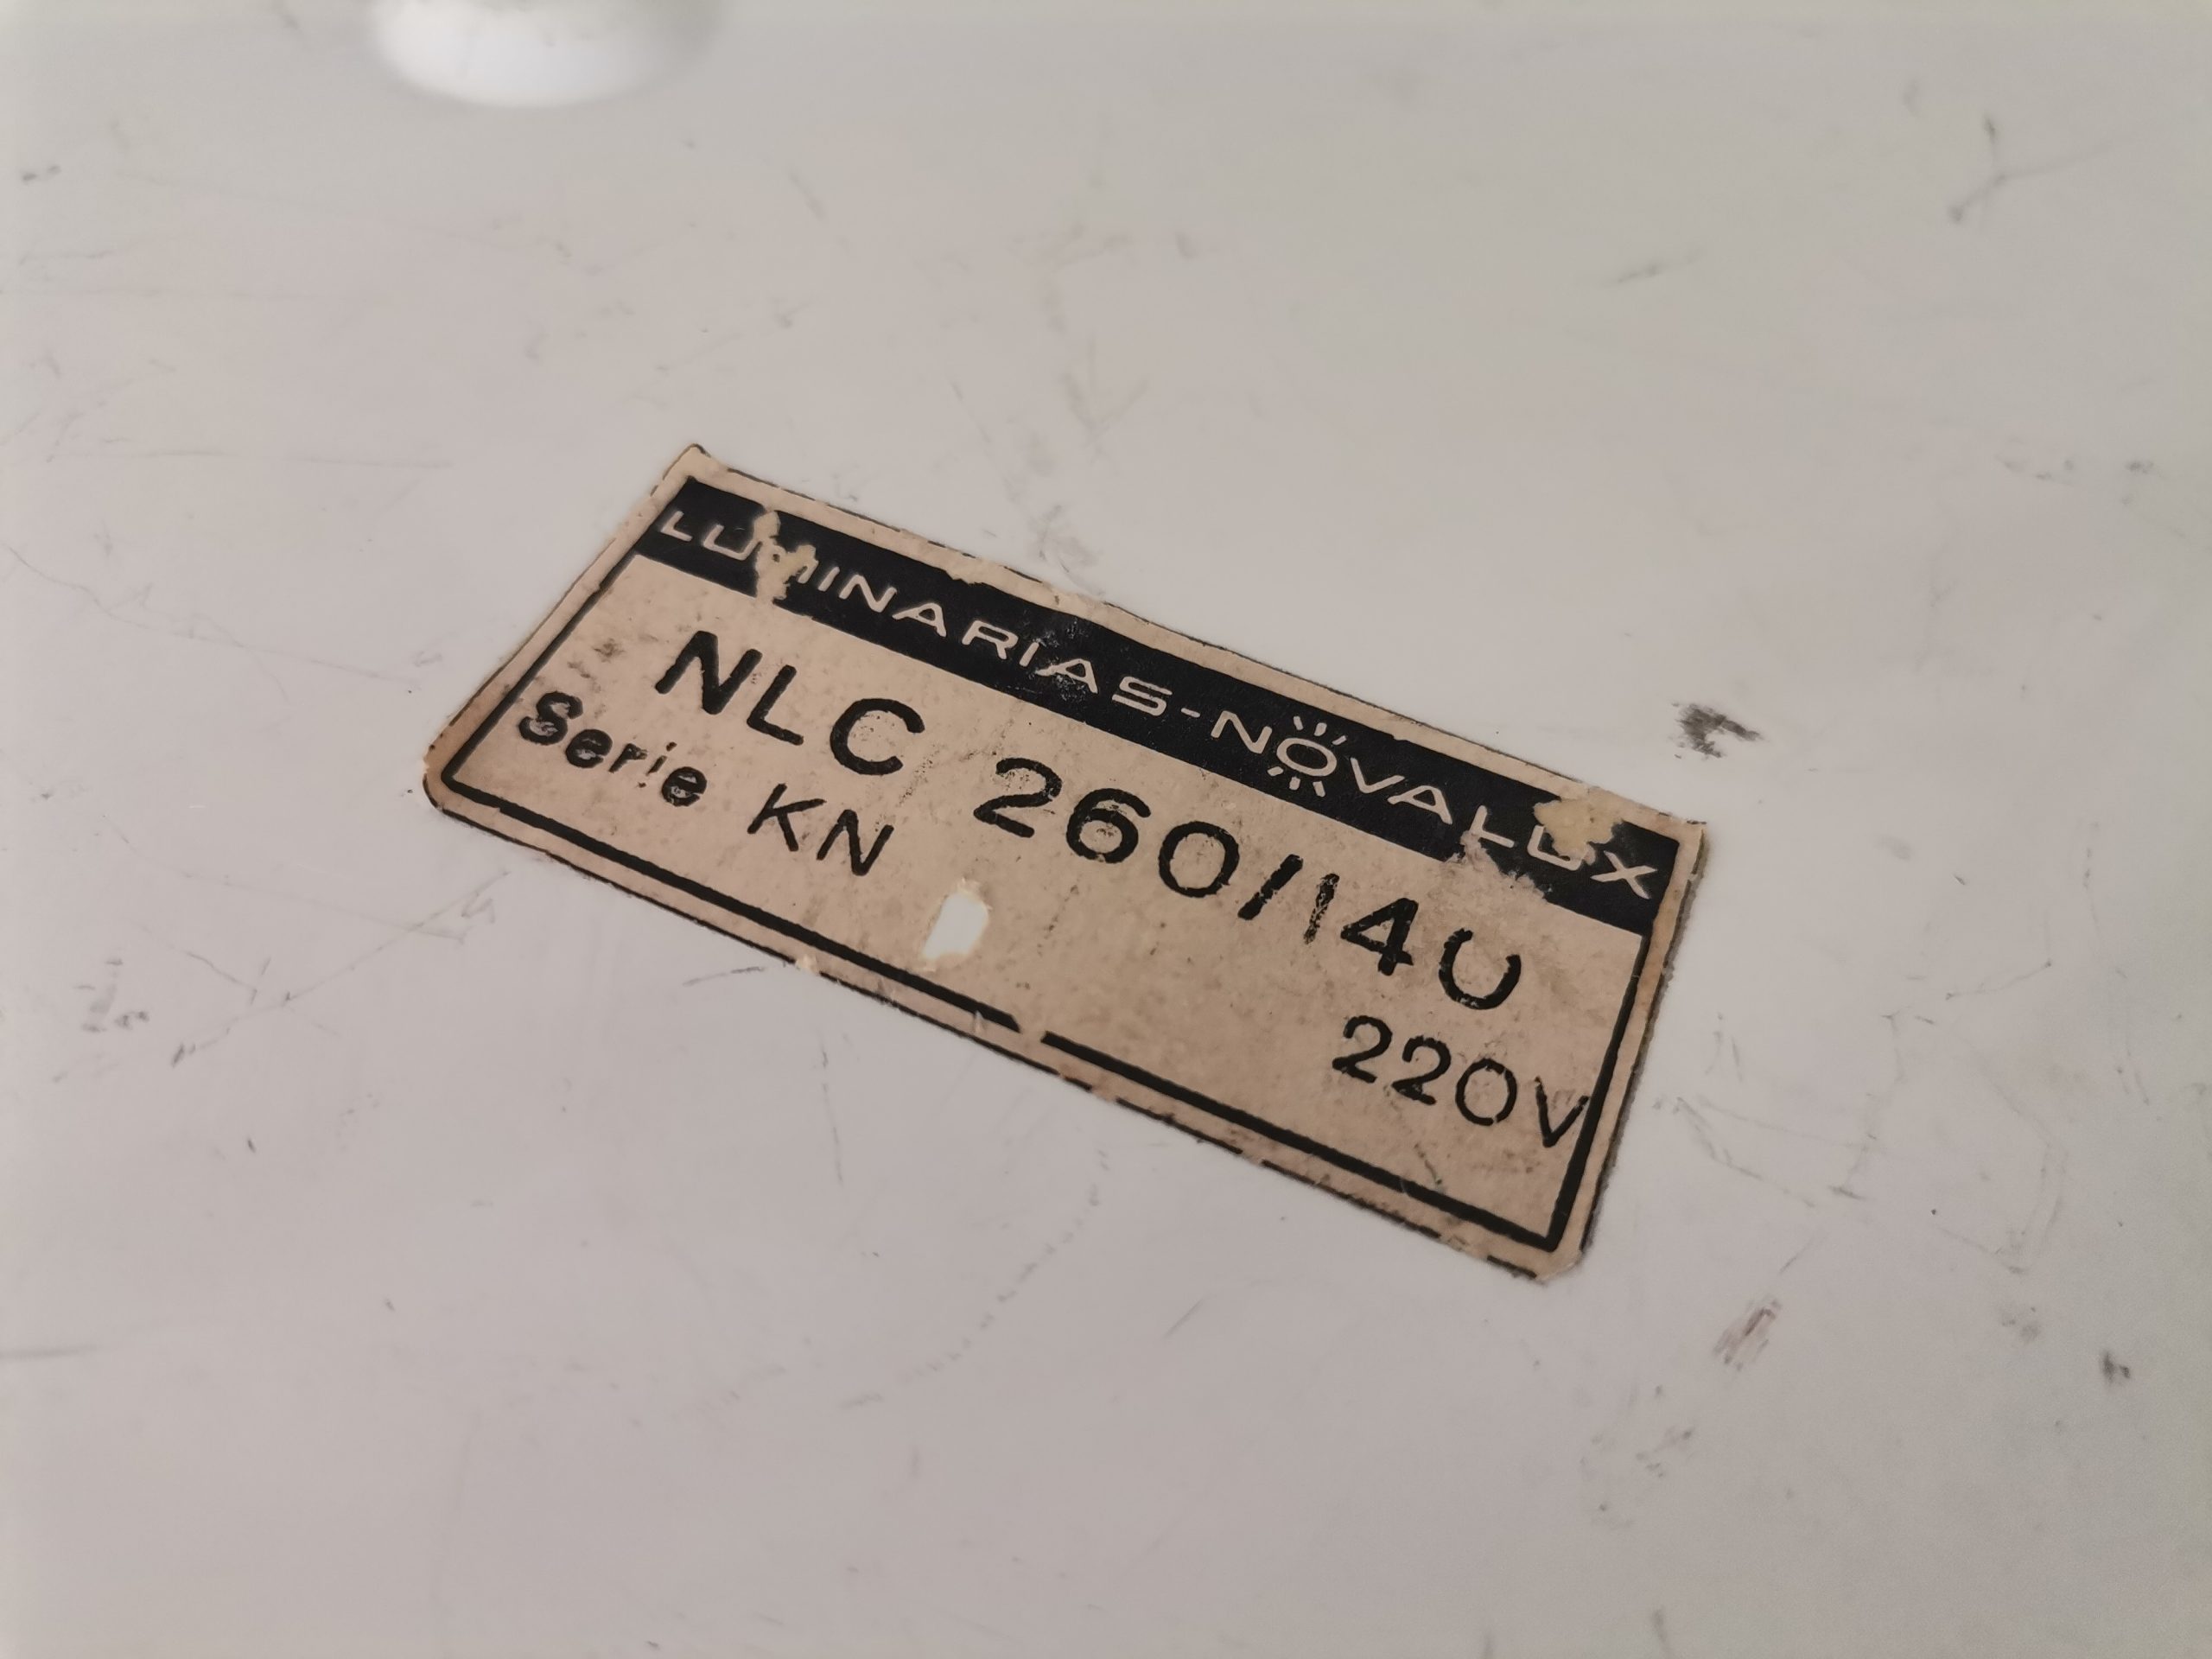 LUMINARIAS-NOVALUX
NLC 260/140
Serie KN
220V